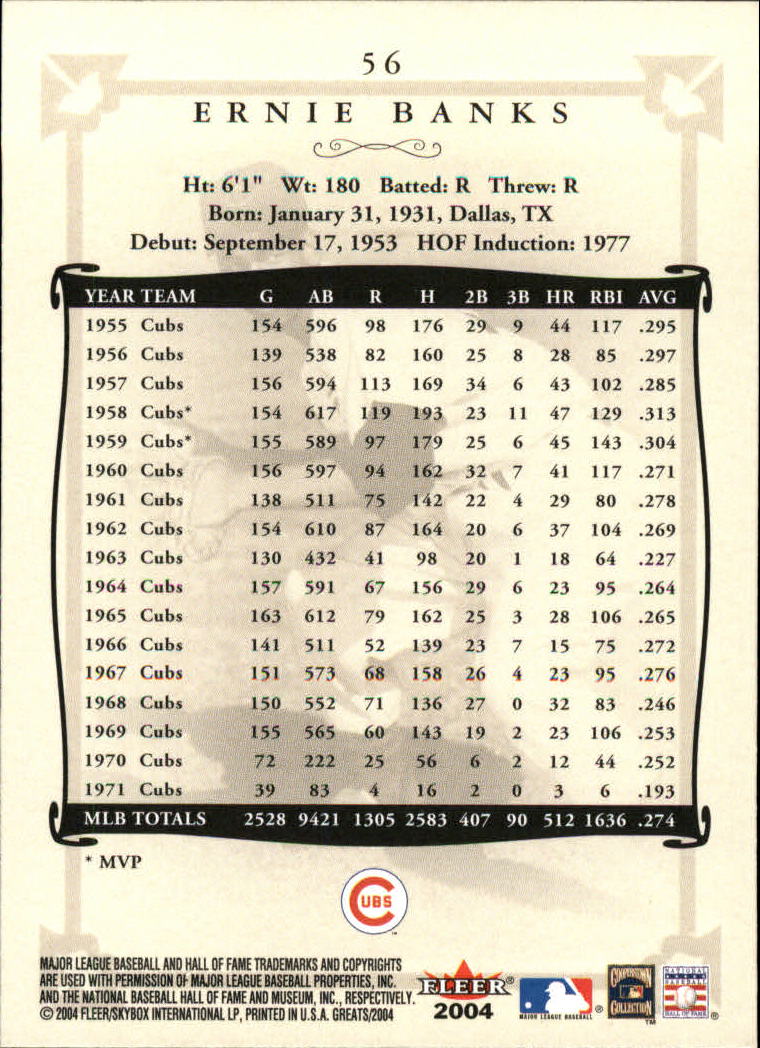 56
ERNIE BANKS
Ht: 6'1" Wt: 180 Batted: R Threw: R
Born: January 31, 1931, Dallas, TX
Debut: September 17, 1953 HOF Induction: 1977
YEAR TEAM G AB R H 2B 3B HR RBI AVG
1955 Cubs 154 596 98 176 29 9 44 117 .295
1956 Cubs 139 538 82 160 25 8 28 85 .297
1957 Cubs 156 594 113 169 34 6 43 102 .285
1958 Cubs* 154 617 119 193 23 11 47 129 .313
1959 Cubs* 155 589 97 179 25 6 45 143 .304
1960 Cubs 156 597 94 162 32 7 41 117 .271
1961 Cubs 138 511 75 142 22 4 29 80 .278
1962 Cubs 154 610 87 164 20 6 37 104 .269
1963 Cubs 130 432 41 98 20 1 18 64 .227
1964 Cubs 157 591 67 156 29 6 23 95 .264
1965 Cubs 163 612 79 162 25 3 28 106 .265
1966 Cubs 141 511 52 139 23 7 15 75 .272
1967 Cubs 151 573 68 158 26 4 23 95 .276
1968 Cubs 150 552 71 136 27 0 32 83 .246
1969 Cubs 155 565 60 143 19 2 23 106 .253
1970 Cubs 72 222 25 56 6 2 12 44 .252
1971 Cubs 39 83 4 16 2 0 3 6 .193
MLB TOTALS 2528 9421 1305 2583 407 90 512 1636 .274
* MVP
CUBS
™
MAJOR LEAGUE BASEBALL AND HALL OF FAME TRADEMARKS AND COPYRIGHTS
ARE USED WITH PERMISSION OF MAJOR LEAGUE BASEBALL PROPERTIES, INC.
AND THE NATIONAL BASEBALL HALL OF FAME AND MUSEUM, INC., RESPECTIVELY.
© 2004 FLEER/SKYBOX INTERNATIONAL LP, PRINTED IN U.S.A. GREATS/2004
FLEER®
2004
MAJOR LEAGUE BASEBALL ®
COOPERSTOWN
COLLECTION
™
NATIONAL
BASEBALL
HALL OF FAME
®